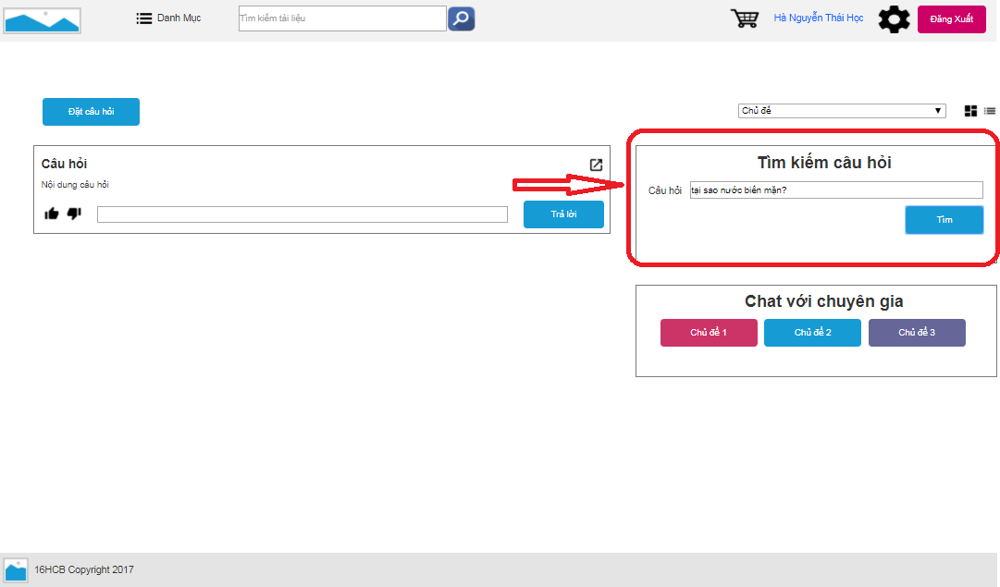 Danh Mục
Tìm kiếm tài liệu
Hà Nguyễn Thái Học
Đăng Xuất
Đặt câu hỏi
Chủ đề
Câu hỏi
Nội dung câu hỏi
Trả lời
Tìm kiếm câu hỏi
Câu hỏi tại sao nước biển mặn?
Tìm
Chat với chuyên gia
Chủ đề 1 Chủ đề 2 Chủ đề 3
16HCB Copyright 2017